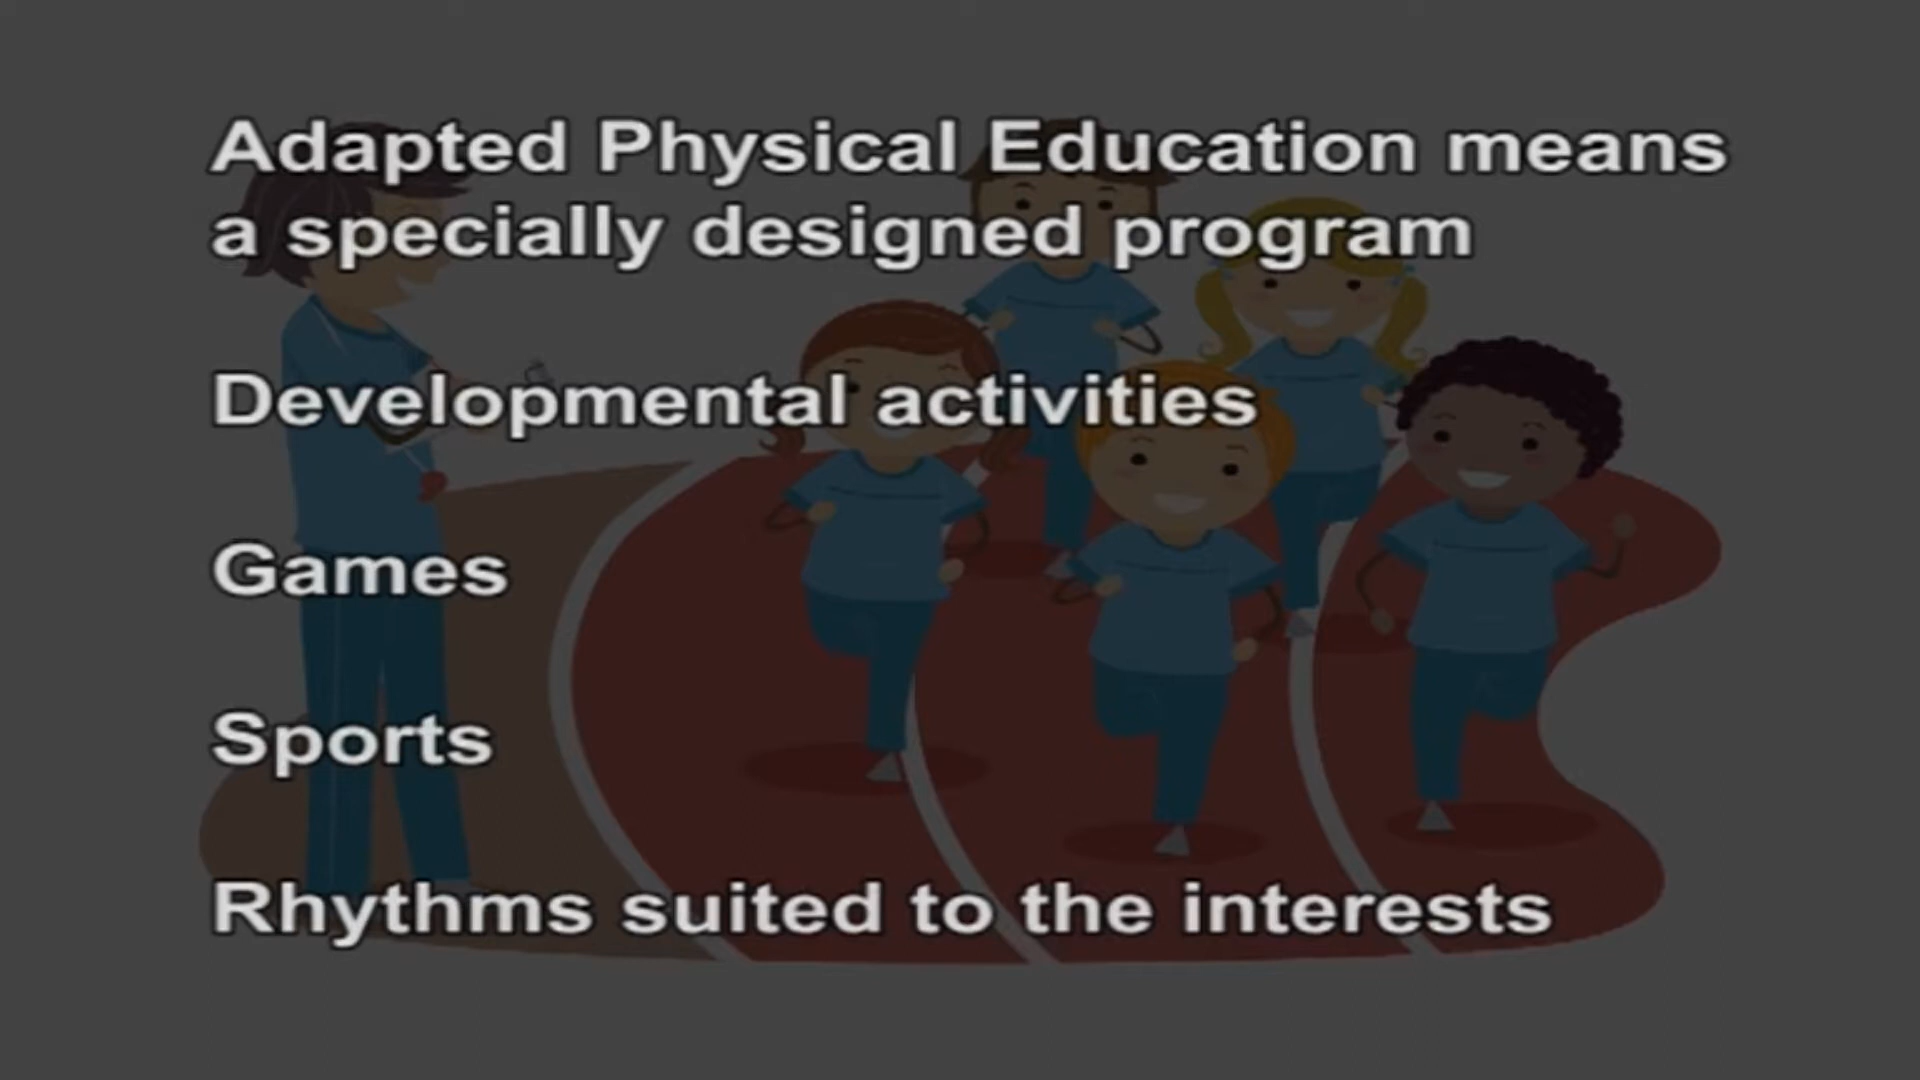 Adapted Physical Education means
a specially designed program
Developmental activities
Games
Sports
Rhythms suited to the interests